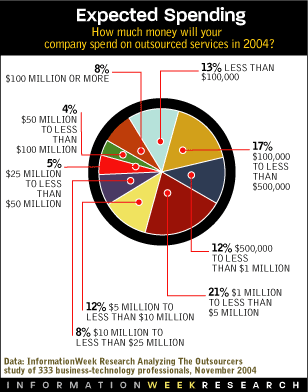 Expected Spending
How much money will your
company spend on outsourced services in 2004?
8%
$100 MILLION OR MORE
13% LESS THAN
$100,000
4%
$50 MILLION
TO LESS
THAN
$100 MILLION
17%
$100,000
TO LESS
THAN
$500,000
5%
$25 MILLION
TO LESS
THAN
$50 MILLION
12% $500,000
TO LESS
THAN $1 MILLION
21% $1 MILLION
TO LESS THAN
$5 MILLION
12% $5 MILLION TO
LESS THAN $10 MILLION
8% $10 MILLION TO
LESS THAN $25 MILLION
Data: InformationWeek Research Analyzing The Outsourcers
study of 333 business-technology professionals, November 2004
INFORMATIONWEEKRESEARCH